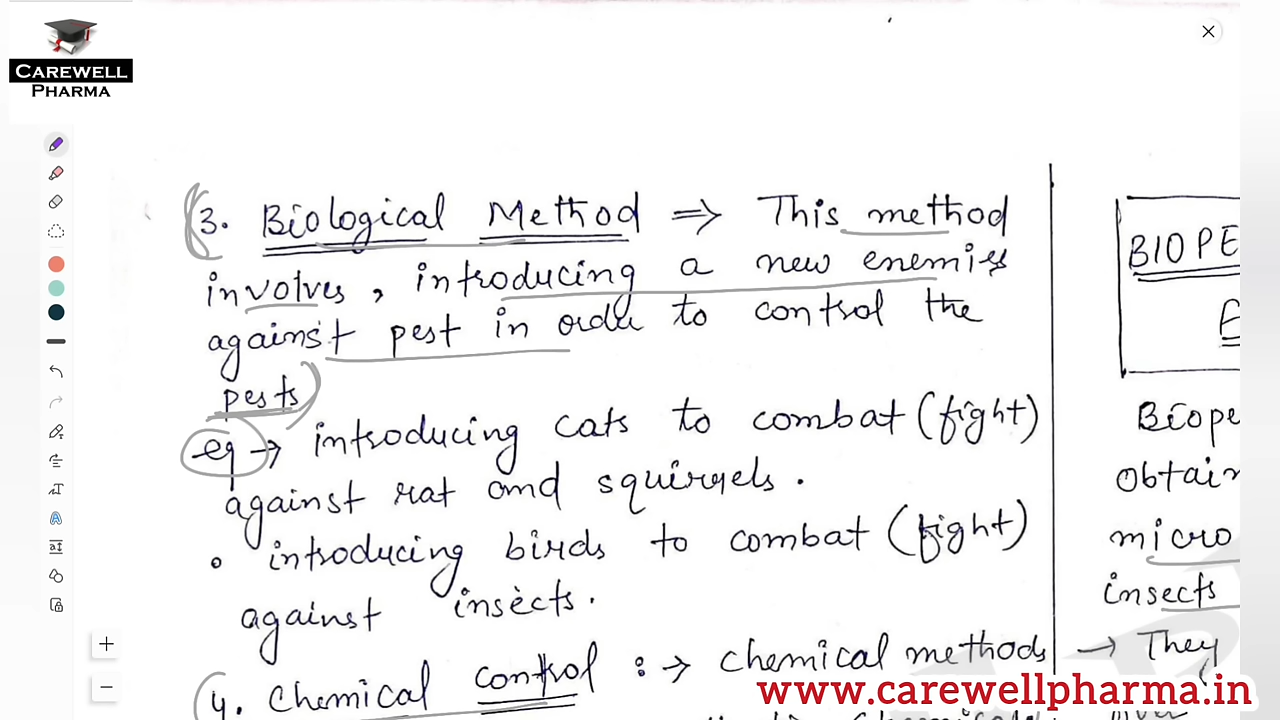 CAREWELL
PHARMA
3. Biological Method ⇒ This method
involves, introducing a new enemies
against pest in order to control the
pests
eg → introducing cats to combat (fight)
against rat and squirrels.
• introducing birds to combat (fight)
against insects.
4. Chemical control :→ chemical methods
BIOPE
Biope
obtain
micro
insects
→ They
www.carewellpharma.in